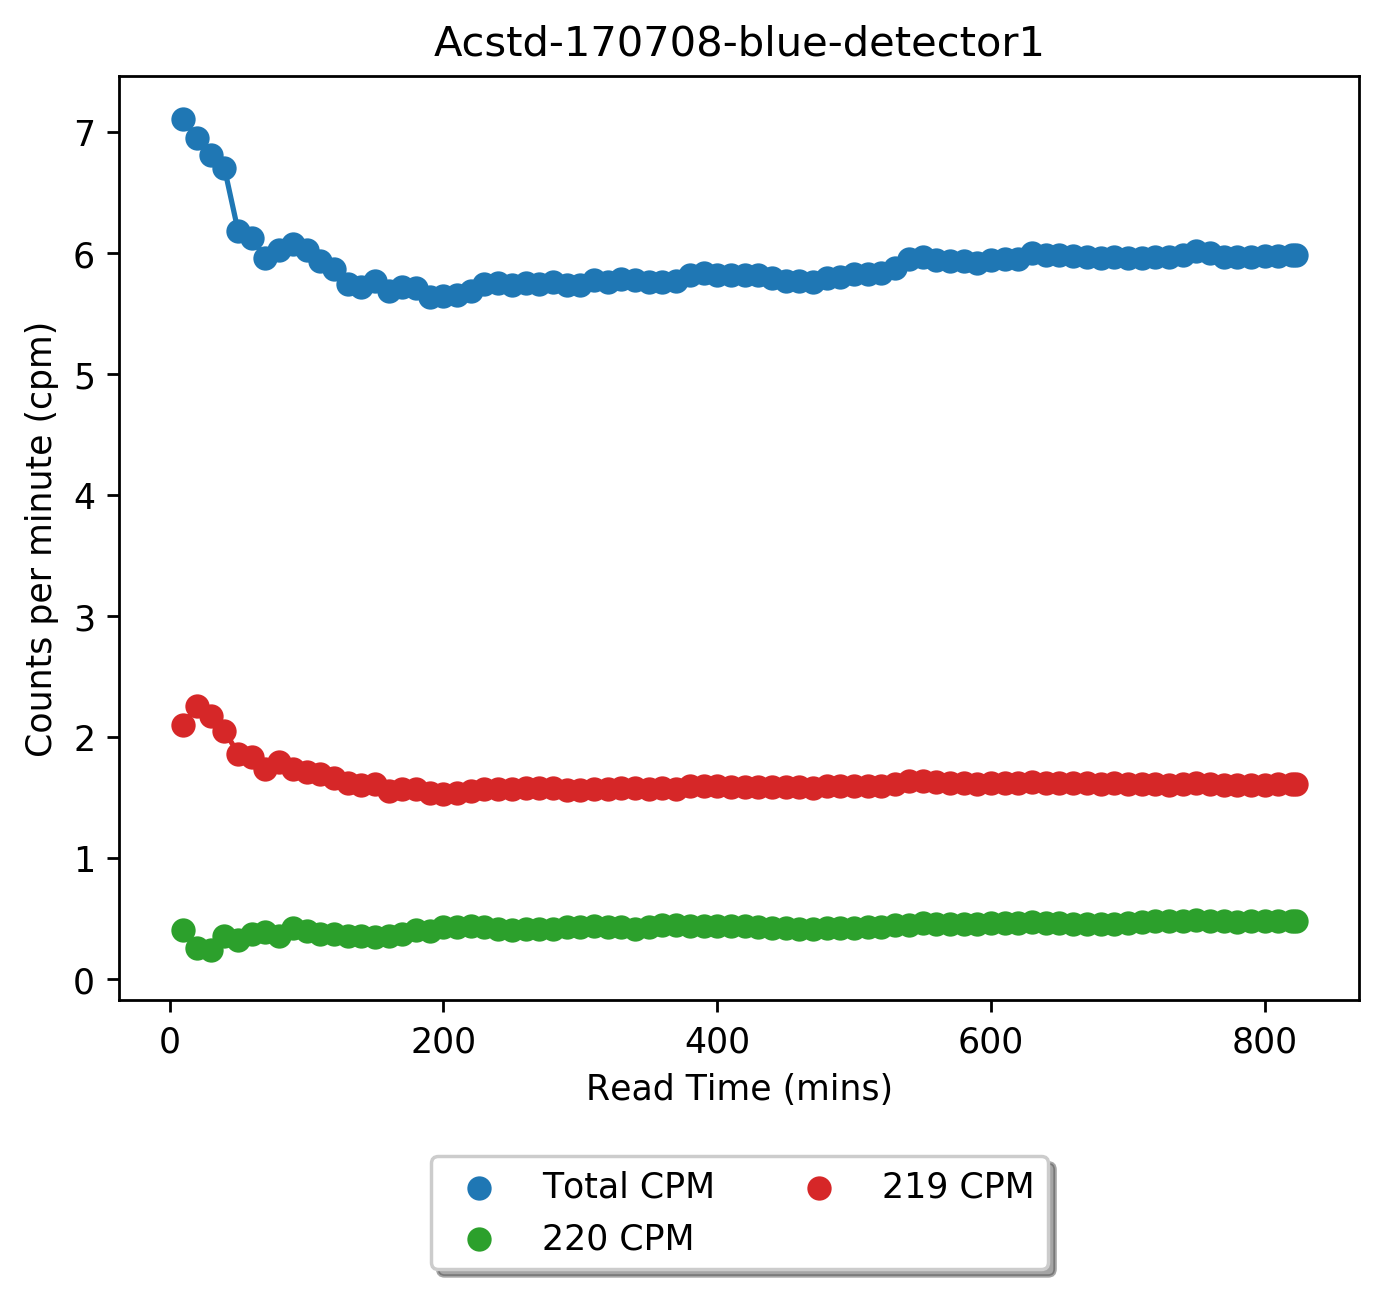 Acstd-170708-blue-detector1
Counts per minute (cpm)
7
6
5
4
3
2
1
0
0 200 400 600 800
Read Time (mins)
Total CPM 219 CPM
220 CPM